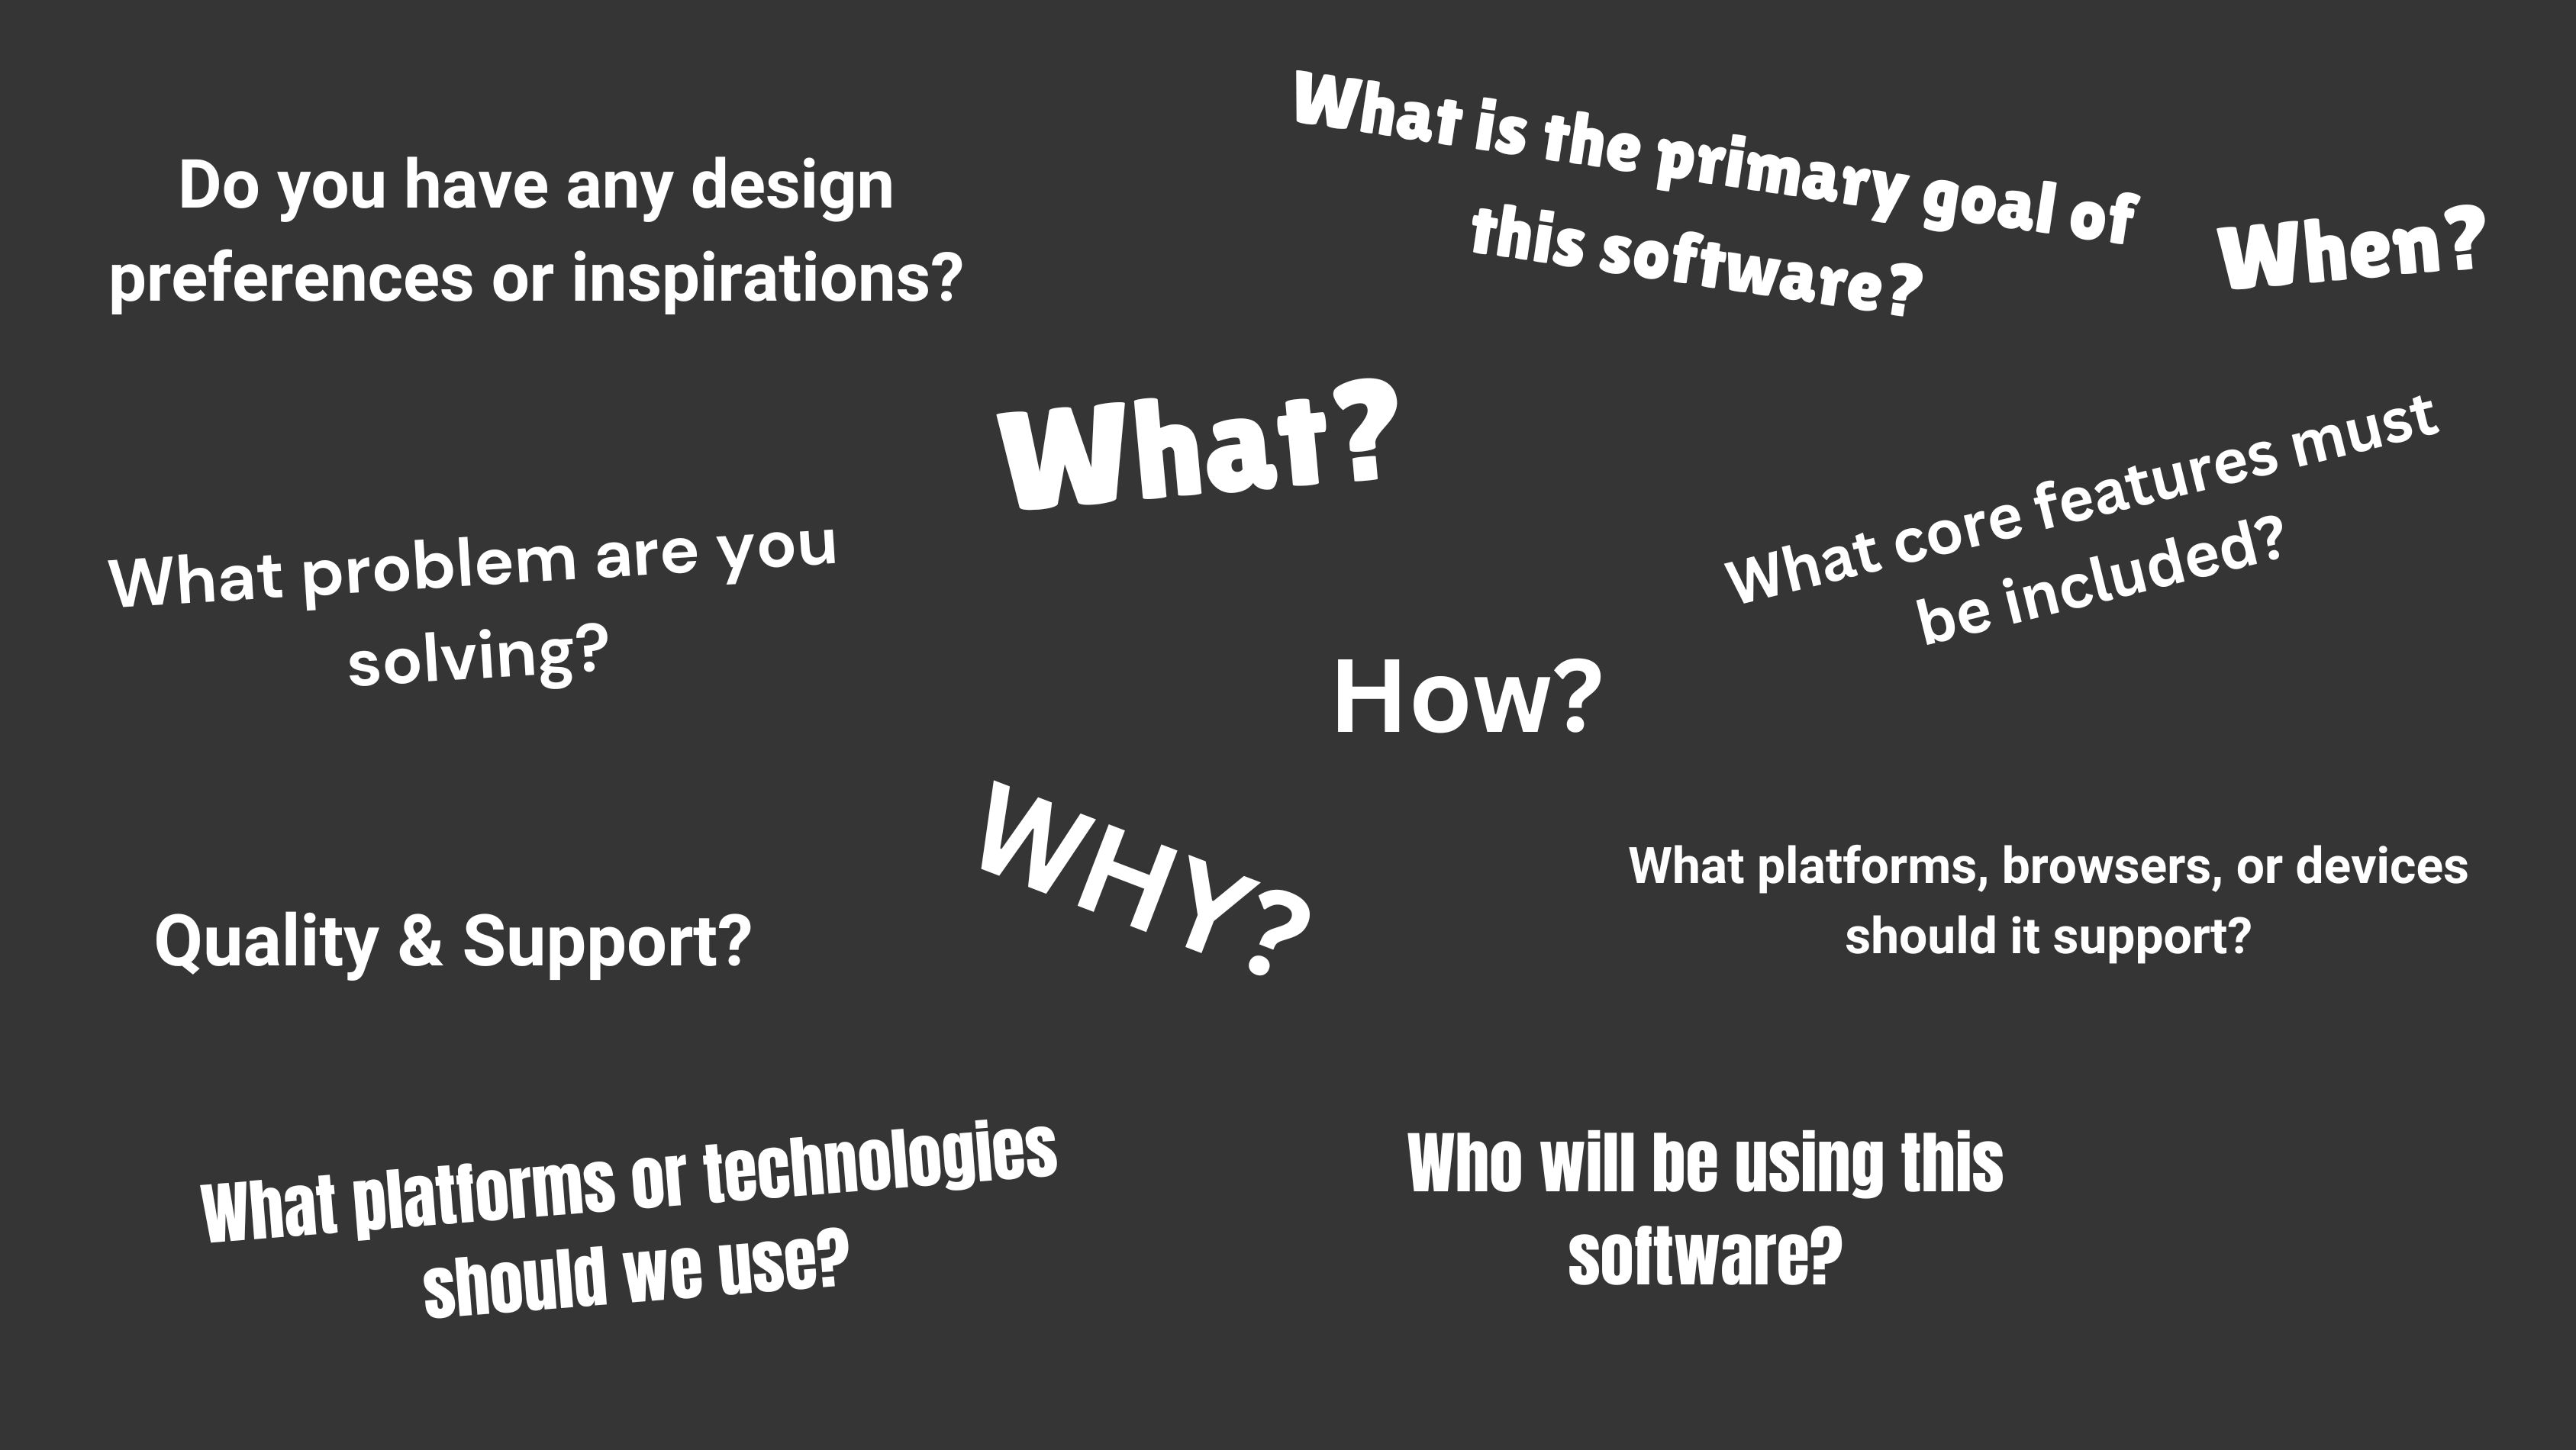 Do you have any design
preferences or inspirations?
What is the primary goal of
this software?
When?
What?
What core features must
be included?
What problem are you
solving?
How?
WHY?
What platforms, browsers, or devices
should it support?
Quality & Support?
What platforms or technologies
should we use?
Who will be using this
software?